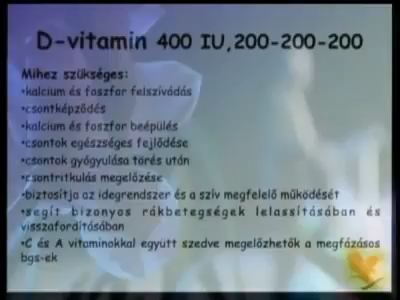 D-vitamin 400 IU,200-200-200
Mihez szükséges:
•kalcium és foszfor felszívódás
•csontképződés
•kalcium és foszfor beépülés
•csontok egészséges fejlődése
•csontok gyógyulása törés után
•csontritkulás megelőzése
•biztosítja az idegrendszer és a szív megfelelő működését
•segít bizonyos rákbetegségek lelassításában és
visszafordításában
•C és A vitaminokkal együtt szedve megelőzhetők a megfázásos
bgs-ek